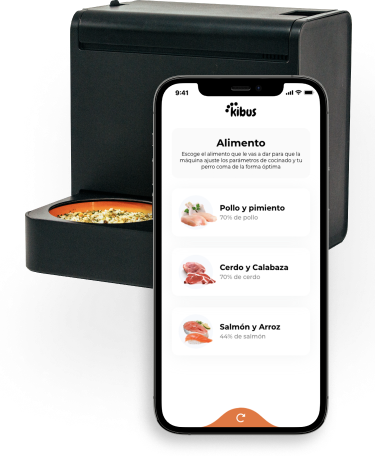 9:41
kibus
Alimento
Escoge el alimento que le vas a dar para que la
máquina ajuste los parámetros de cocinado y tu
perro coma de la forma óptima
Pollo y pimiento
70% de pollo
Cerdo y Calabaza
70% de cerdo
Salmón y Arroz
44% de salmón